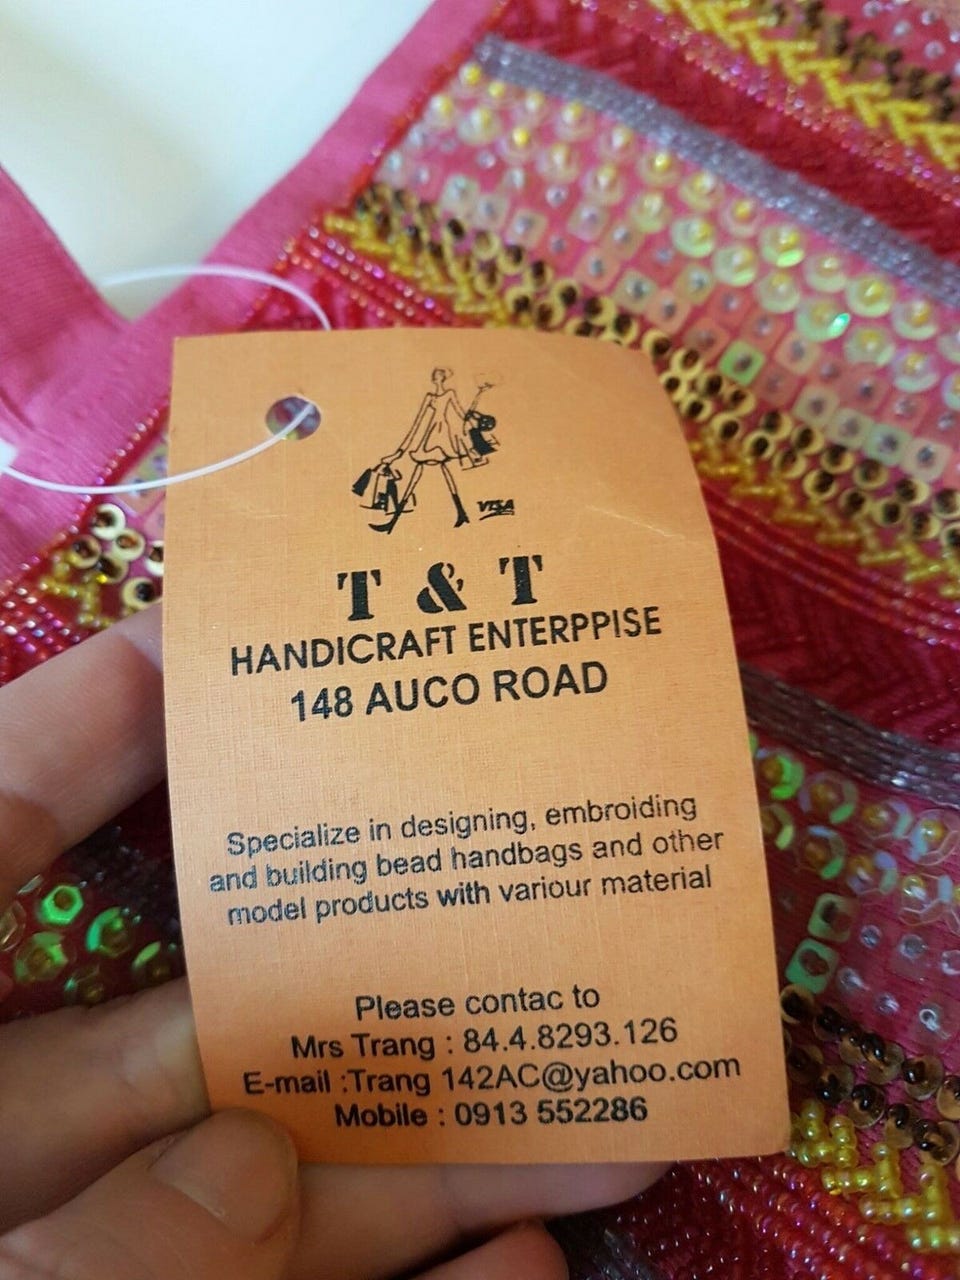 VISA
T & T
HANDICRAFT ENTERPPISE
148 AUCO ROAD
Specialize in designing, embroiding
and building bead handbags and other
model products with variour material
Please contac to
Mrs Trang : 84.4.8293.126
E-mail :Trang 142AC@yahoo.com
Mobile : 0913 552286